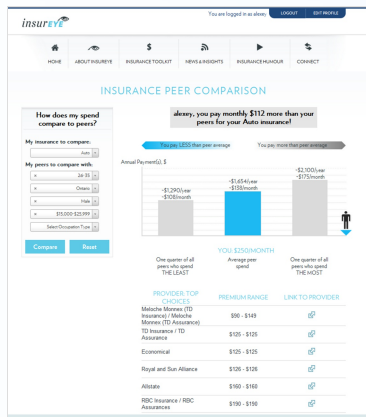 You are logged in as alexey
LOGOUT
EDIT PROFILE
insurEYE
HOME
ABOUT INSUREYE
INSURANCE TOOLKIT
NEWS & INSIGHTS
INSURANCE HUMOUR
CONNECT
INSURANCE PEER COMPARISON
How does my spend
compare to peers?
My insurance to compare:
Auto
My peers to compare with:
26-35
Ontario
Male
$15,000-$25,999
Select Occupation Type
Compare
Reset
alexey, you pay monthly $112 more than your
peers for your Auto insurance!
You pay LESS than peer average
You pay more than peer average
Annual Payment(s), $
~$1,290/year
~$108/month
~$1,654/year
~$138/month
~$2,100/year
~$175/month
YOU: $250/MONTH
One quarter of all
peers who spend
THE LEAST
Average peer
spend
One quarter of all
peers who spend
THE MOST
PROVIDER: TOP
CHOICES
PREMIUM RANGE
LINK TO PROVIDER
Meloche Monnex (TD
Insurance) / Meloche
Monnex (TD Assurance)
$90 - $149
TD Insurance / TD
Assurance
$125 - $125
Economical
$125 - $125
Royal and Sun Alliance
$126 - $126
Allstate
$160 - $160
RBC Insurance / RBC
Assurances
$190 - $190